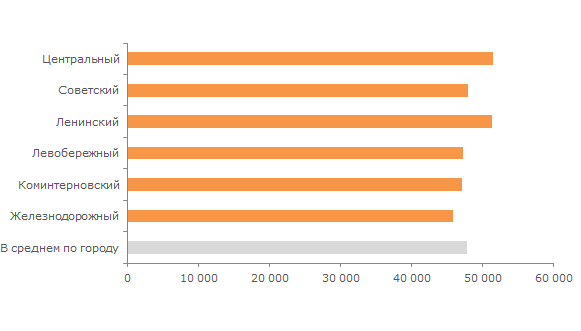 Центральный
Советский
Ленинский
Левобережный
Коминтерновский
Железнодорожный
В среднем по городу
0 10 000 20 000 30 000 40 000 50 000 60 000